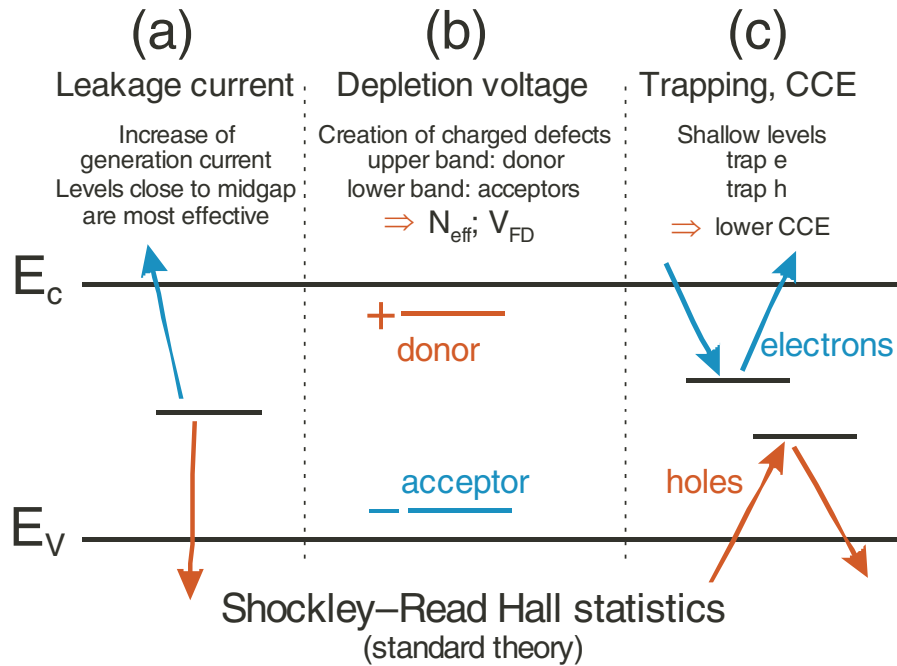 (a)
Leakage current
Increase of
generation current
Levels close to midgap
are most effective
(b)
Depletion voltage
Creation of charged defects
upper band: donor
lower band: acceptors
⇒ N_eff; V_FD
(c)
Trapping, CCE
Shallow levels
trap e
trap h
⇒ lower CCE
E_c
+
donor
electrons
acceptor
–
holes
E_V
Shockley–Read Hall statistics
(standard theory)